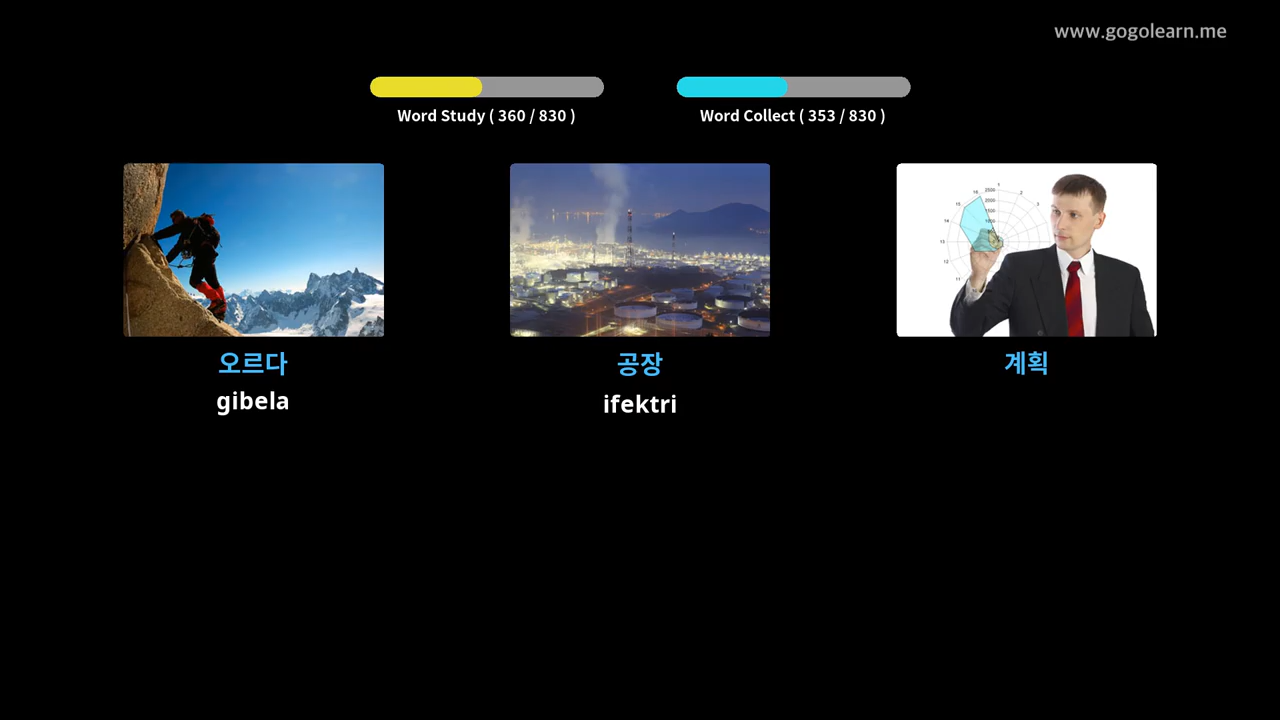 www.gogolearn.me
Word Study ( 360 / 830 )
Word Collect ( 353 / 830 )
오르다
gibela
공장
ifektri
계획